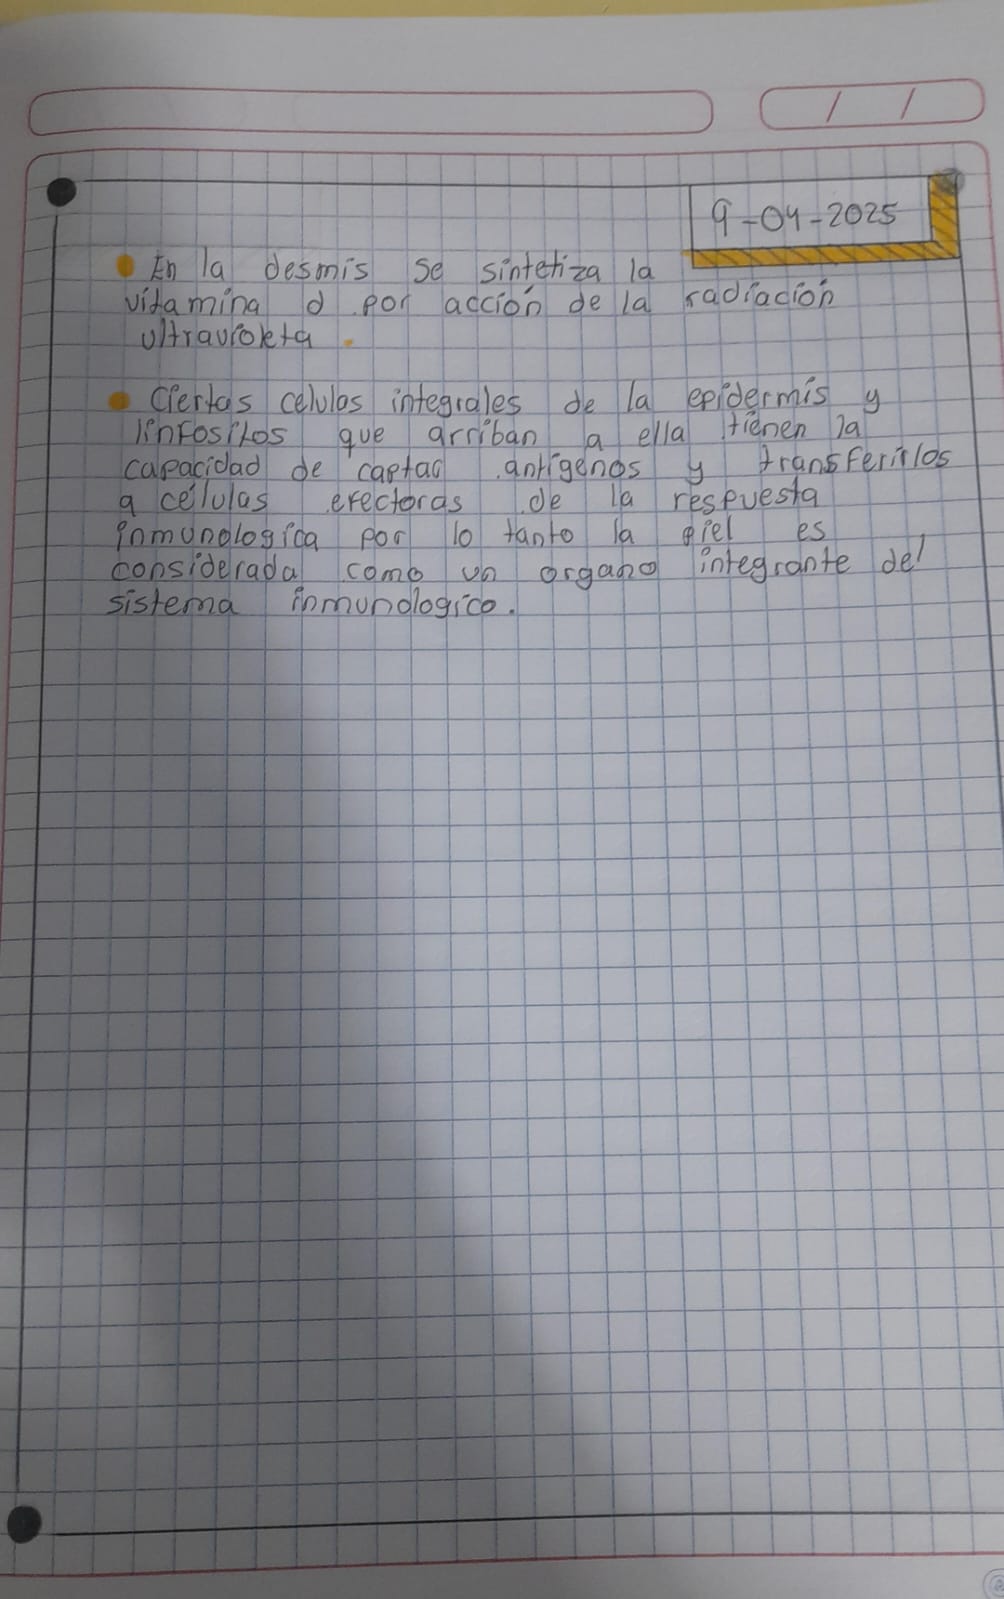 9-04-2025
En la desmis se sintetiza la
vitamina d por acción de la radiación
ultravioleta.
Ciertas celulas integrales de la epidermis y
linfositos que arriban a ella tienen la
capacidad de captar antígenos y transferirlos
a células efectoras de la respuesta
inmunologica por lo tanto la piel es
considerada como un organo integrante del
sistema inmunologico.